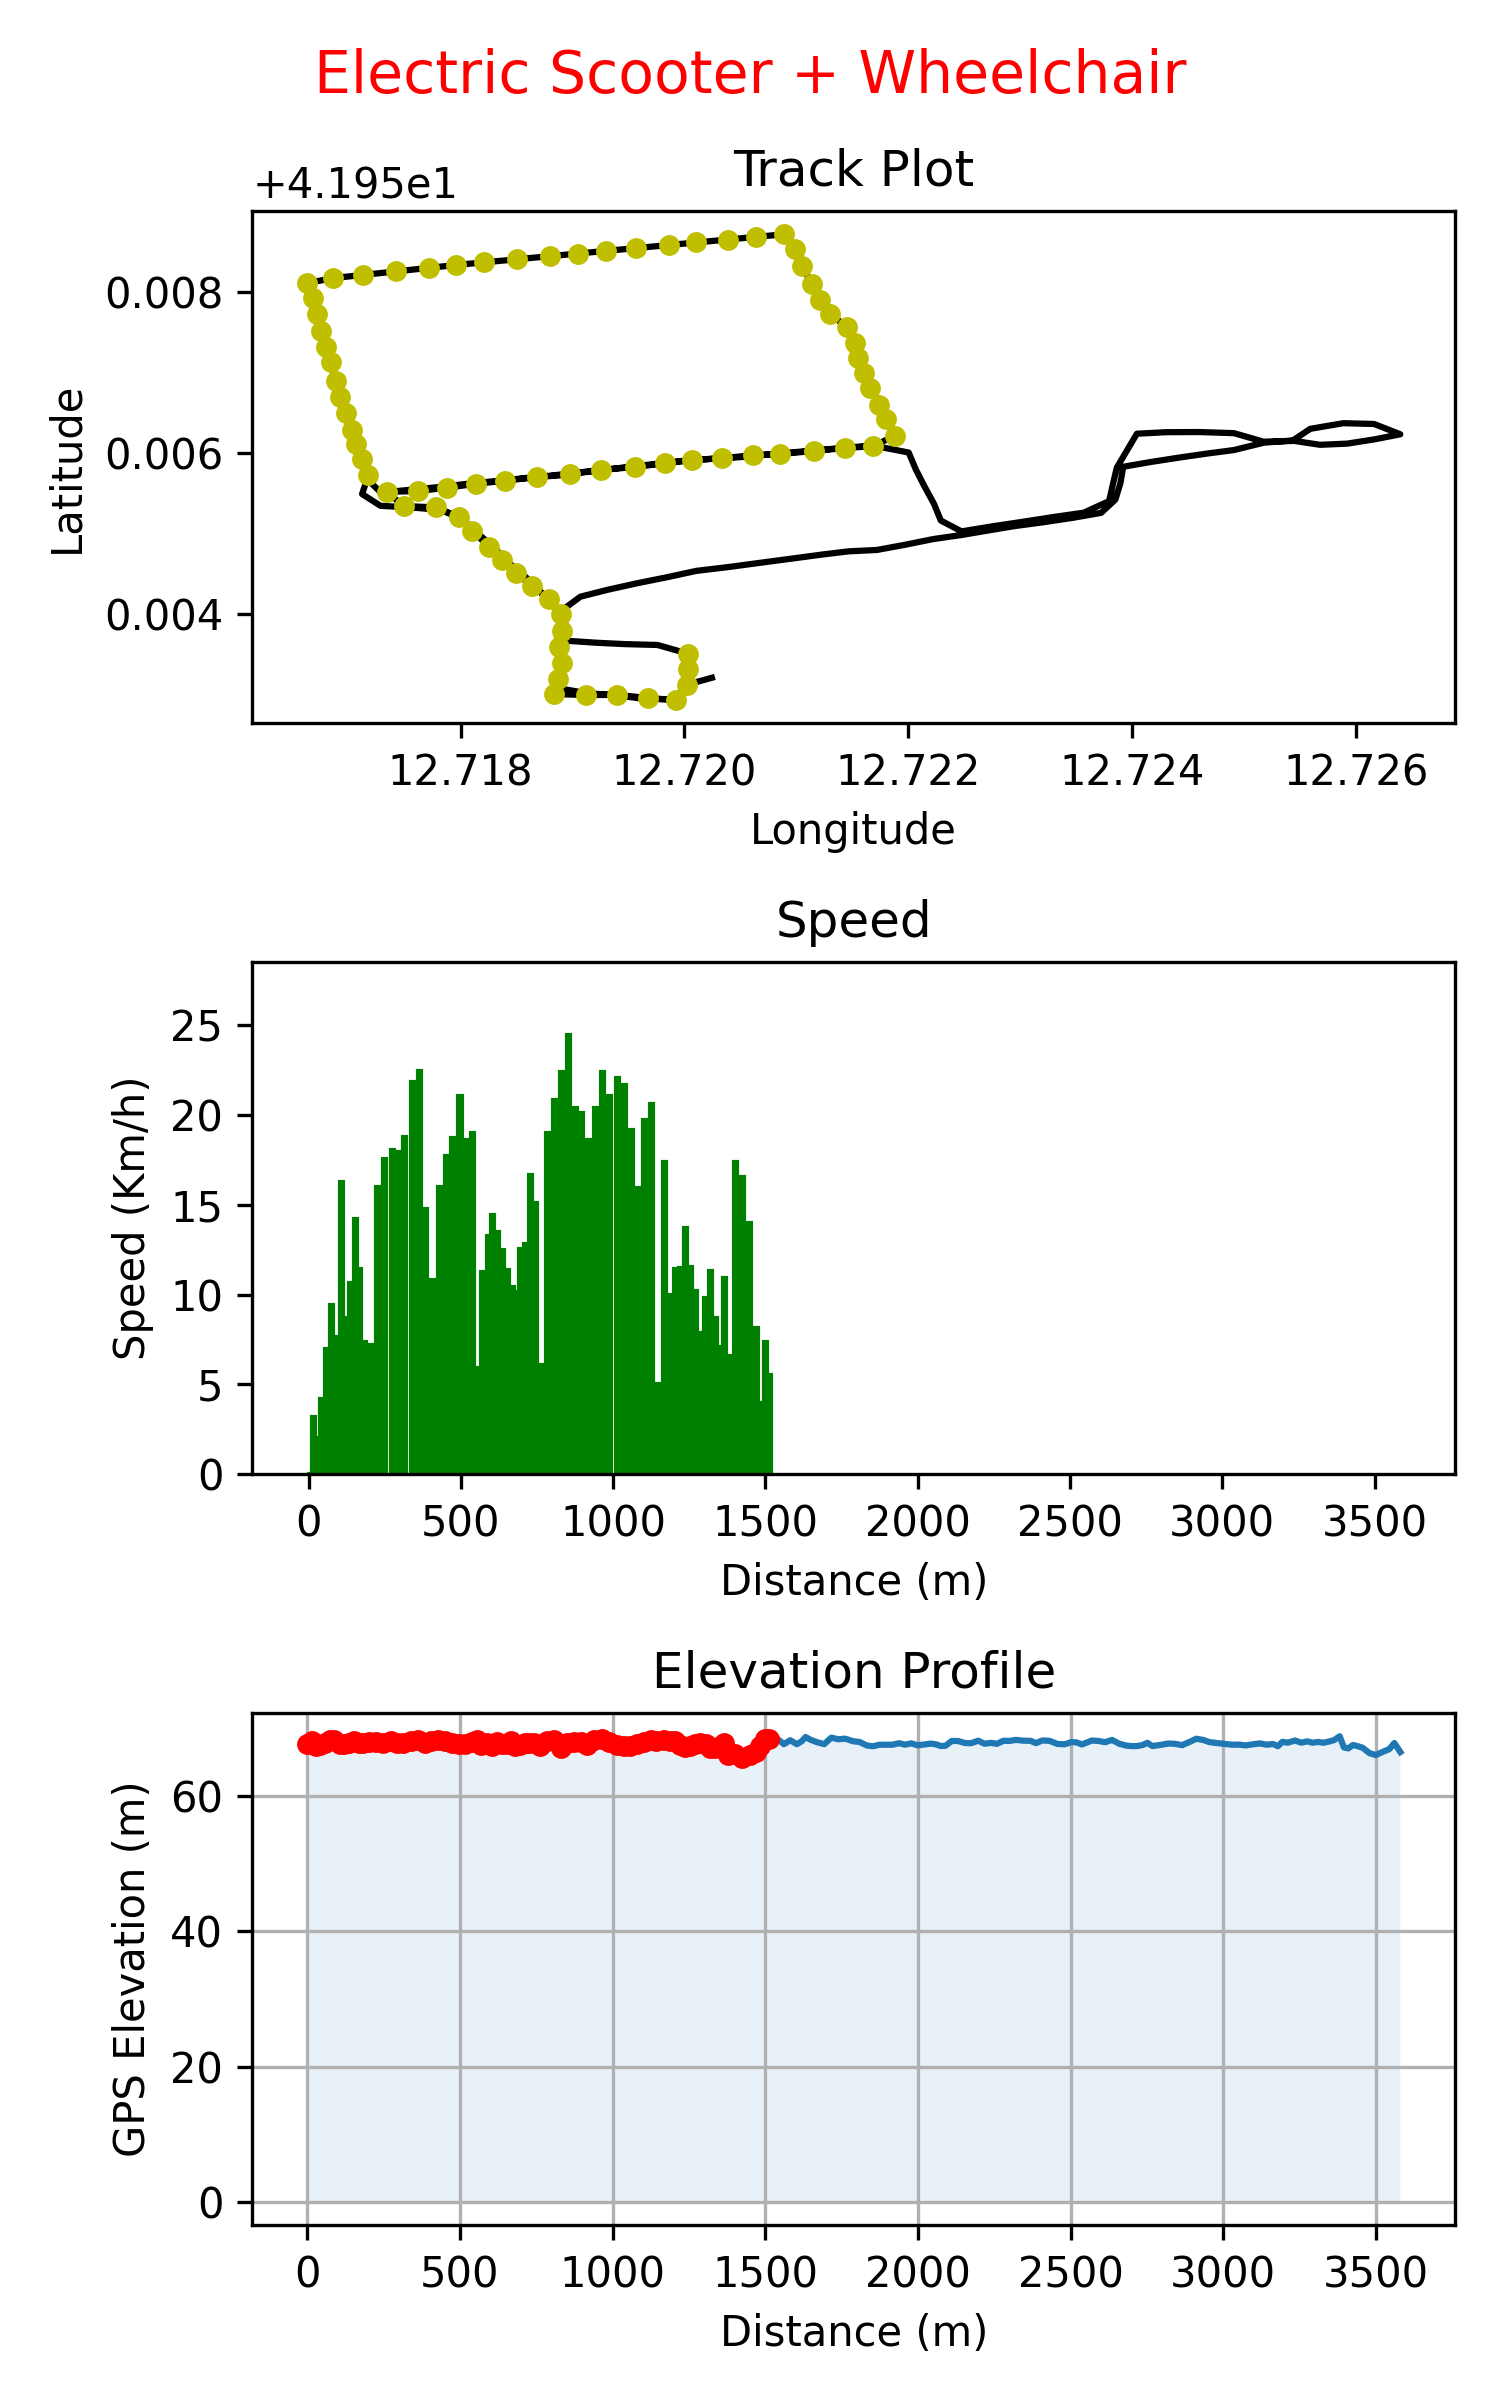 Electric Scooter + Wheelchair
Track Plot
+4.195e1
0.008
0.006
0.004
Latitude
12.718 12.720 12.722 12.724 12.726
Longitude
Speed
25
20
15
10
5
0
Speed (Km/h)
0 500 1000 1500 2000 2500 3000 3500
Distance (m)
Elevation Profile
60
40
20
0
GPS Elevation (m)
0 500 1000 1500 2000 2500 3000 3500
Distance (m)